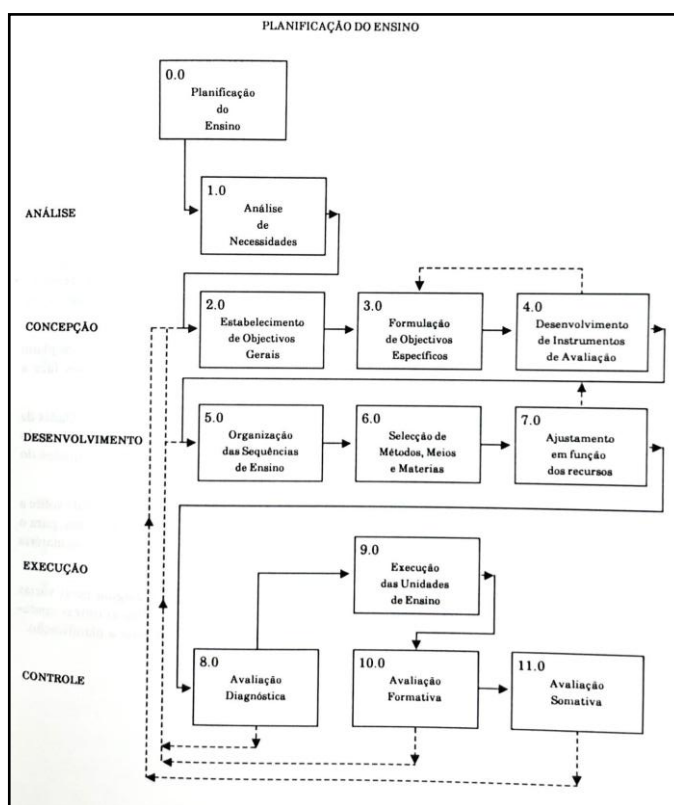 PLANIFICAÇÃO DO ENSINO
0.0
Planificação
do
Ensino
ANÁLISE
1.0
Análise
de
Necessidades
CONCEPÇÃO
2.0
Estabelecimento
de Objectivos
Gerais
3.0
Formulação
de Objectivos
Específicos
4.0
Desenvolvimento
de Instrumentos
de Avaliação
DESENVOLVIMENTO
5.0
Organização
das Sequências
de Ensino
6.0
Selecção de
Métodos, Meios
e Materias
7.0
Ajustamento
em função
dos recursos
EXECUÇÃO
9.0
Execução
das Unidades
de Ensino
CONTROLE
8.0
Avaliação
Diagnóstica
10.0
Avaliação
Formativa
11.0
Avaliação
Somativa